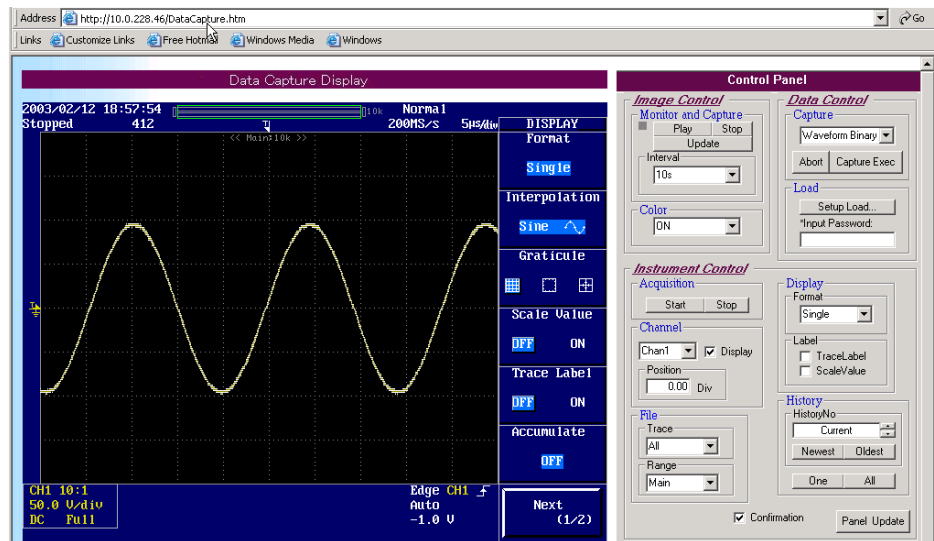 Address http://10.0.228.46/DataCapture.htm Go
Links Customize Links Free Hotmail Windows Media Windows
Data Capture Display
2003/02/12 18:57:54 10k Normal
Stopped 412 200MS/s 5µs/div
<< Main:10k >>
DISPLAY
Format
Single
Interpolation
Sine
Graticule
Scale Value
OFF ON
Trace Label
OFF ON
Accumulate
OFF
Next
(1/2)
CH1 10:1
50.0 V/div
DC Full
Edge CH1
Auto
-1.0 V
Control Panel
Image Control
Monitor and Capture
Play Stop
Update
Interval
10s
Color
ON
Data Control
Capture
Waveform Binary
Abort Capture Exec
Load
Setup Load...
*Input Password:
Instrument Control
Acquisition
Start Stop
Channel
Chan1 Display
Position
0.00 Div
File
Trace
All
Range
Main
Display
Format
Single
Label
TraceLabel
ScaleValue
History
HistoryNo
Current
Newest Oldest
One All
Confirmation Panel Update